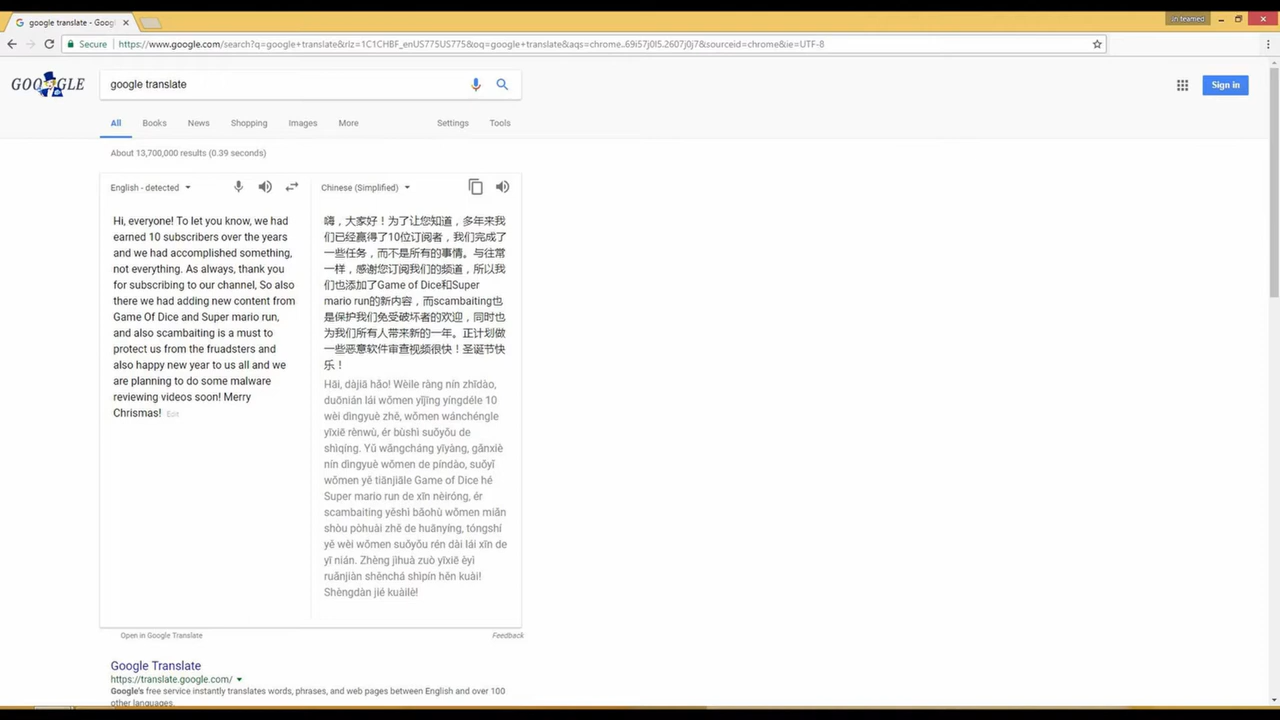 google translate - Goog
In teamed
Secure
https://www.google.com/search?q=google+translate&rlz=1C1CHBF_enUS775US775&oq=google+translate&aqs=chrome..69i57j0l5.2607j0j7&sourceid=chrome&ie=UTF-8
GOOGLE
google translate
Sign in
All Books News Shopping Images More Settings Tools
About 13,700,000 results (0.39 seconds)
English - detected
Chinese (Simplified)
Hi, everyone! To let you know, we had
earned 10 subscribers over the years
and we had accomplished something,
not everything. As always, thank you
for subscribing to our channel, So also
there we had adding new content from
Game Of Dice and Super mario run,
and also scambaiting is a must to
protect us from the fruadsters and
also happy new year to us all and we
are planning to do some malware
reviewing videos soon! Merry
Chrismas! Edit
嗨，大家好！为了让您知道，多年来我
们已经赢得了10位订阅者，我们完成了
一些任务，而不是所有的事情。与往常
一样，感谢您订阅我们的频道，所以我
们也添加了Game of Dice和Super
mario run的新内容，而scambaiting也
是保护我们免受破坏者的欢迎，同时也
为我们所有人带来新的一年。正计划做
一些恶意软件审查视频很快！圣诞节快
乐！
Hāi, dàjiā hǎo! Wèile ràng nín zhīdào,
duōnián lái wǒmen yǐjīng yíngdéle 10
wèi dìngyuè zhě, wǒmen wánchéngle
yīxiē rènwù, ér bùshì suǒyǒu de
shìqíng. Yǔ wǎngcháng yīyàng, gǎnxiè
nín dìngyuè wǒmen de píndào, suǒyǐ
wǒmen yě tiānjiāle Game of Dice hé
Super mario run de xīn nèiróng, ér
scambaiting yěshì bǎohù wǒmen miǎn
shòu pòhuài zhě de huānyíng, tóngshí
yě wèi wǒmen suǒyǒu rén dài lái xīn de
yī nián. Zhèng jìhuà zuò yīxiē èyì
ruǎnjiàn shěnchá shìpín hěn kuài!
Shèngdàn jié kuàilè!
Open in Google Translate
Feedback
Google Translate
https://translate.google.com/
Google's free service instantly translates words, phrases, and web pages between English and over 100
other languages.